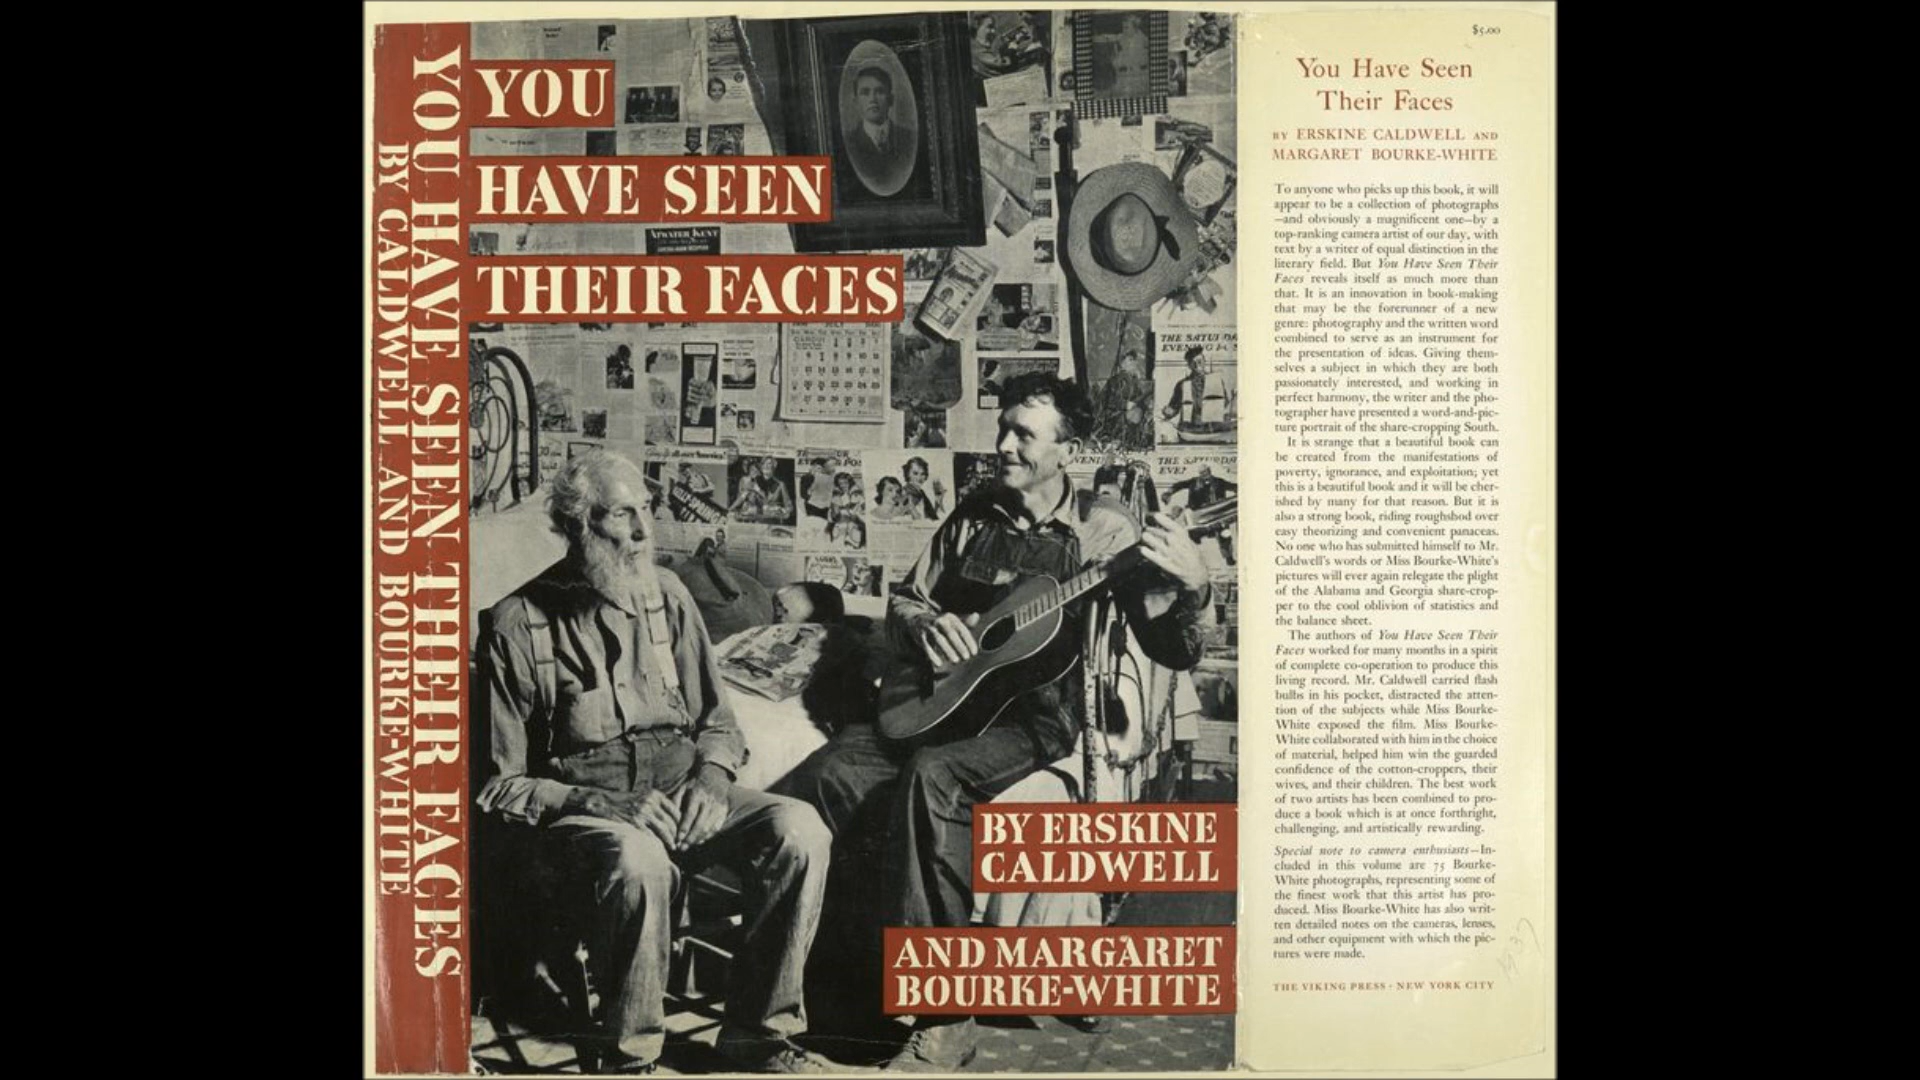 YOU HAVE SEEN THEIR FACES
BY CALDWELL AND BOURKE-WHITE
YOU
HAVE SEEN
THEIR FACES
ATWATER KENT
JULY
THE SATURDAY
EVENING
BY ERSKINE
CALDWELL
AND MARGARET
BOURKE-WHITE
$5.00
You Have Seen
Their Faces
BY ERSKINE CALDWELL AND
MARGARET BOURKE-WHITE
To anyone who picks up this book, it will
appear to be a collection of photographs
—and obviously a magnificent one—by a
top-ranking camera artist of our day, with
text by a writer of equal distinction in the
literary field. But You Have Seen Their
Faces reveals itself as much more than
that. It is an innovation in book-making
that may be the forerunner of a new
genre: photography and the written word
combined to serve as an instrument for
the presentation of ideas. Giving them-
selves a subject in which they are both
passionately interested, and working in
perfect harmony, the writer and the pho-
tographer have presented a word-and-pic-
ture portrait of the share-cropping South.
It is strange that a beautiful book can
be created from the manifestations of
poverty, ignorance, and exploitation; yet
this is a beautiful book and it will be cher-
ished by many for that reason. But it is
also a strong book, riding roughshod over
easy theorizing and convenient panaceas.
No one who has submitted himself to Mr.
Caldwell's words or Miss Bourke-White's
pictures will ever again relegate the plight
of the Alabama and Georgia share-crop-
per to the cool oblivion of statistics and
the balance sheet.
The authors of You Have Seen Their
Faces worked for many months in a spirit
of complete co-operation to produce this
living record. Mr. Caldwell carried flash
bulbs in his pocket, distracted the atten-
tion of the subjects while Miss Bourke-
White exposed the film. Miss Bourke-
White collaborated with him in the choice
of material, helped him win the guarded
confidence of the cotton-croppers, their
wives, and their children. The best work
of two artists has been combined to pro-
duce a book which is at once forthright,
challenging, and artistically rewarding.
Special note to camera enthusiasts—In-
cluded in this volume are 75 Bourke-
White photographs, representing some of
the finest work that this artist has pro-
duced. Miss Bourke-White has also writ-
ten detailed notes on the cameras, lenses,
and other equipment with which the pic-
tures were made.
1937
THE VIKING PRESS · NEW YORK CITY